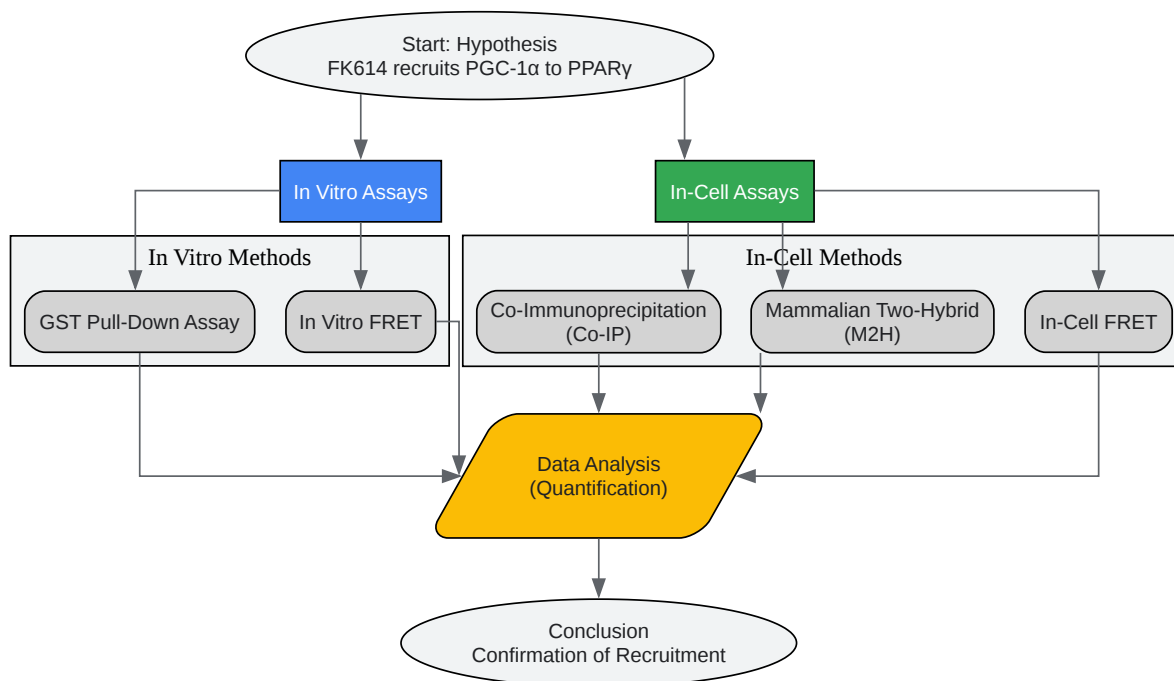 Start: Hypothesis
FK614 recruits PGC-1α to PPARγ
In Vitro Assays
In-Cell Assays
In Vitro Methods
In-Cell Methods
GST Pull-Down Assay
In Vitro FRET
Co-Immunoprecipitation
(Co-IP)
Mammalian Two-Hybrid
(M2H)
In-Cell FRET
Data Analysis
(Quantification)
Conclusion
Confirmation of Recruitment